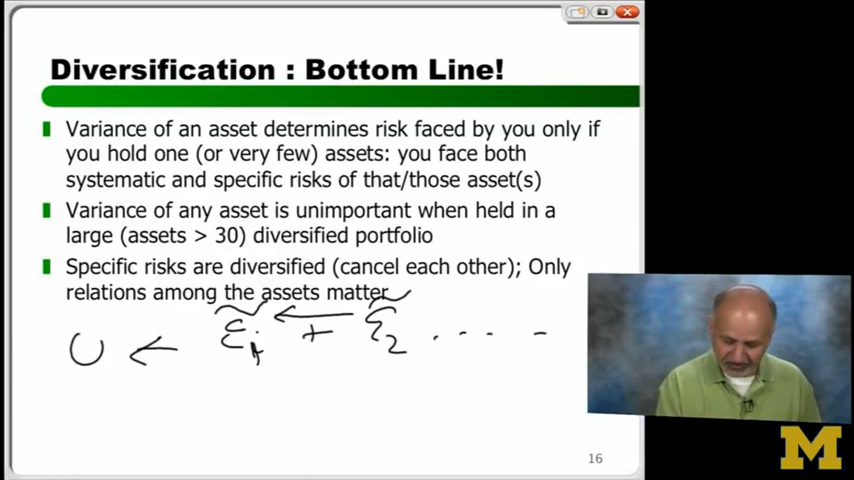 Diversification : Bottom Line!
Variance of an asset determines risk faced by you only if
you hold one (or very few) assets: you face both
systematic and specific risks of that/those asset(s)
Variance of any asset is unimportant when held in a
large (assets > 30) diversified portfolio
Specific risks are diversified (cancel each other); Only
relations among the assets matter
0 ← ε̃₁ + ε̃₂ . . . . -
16
M